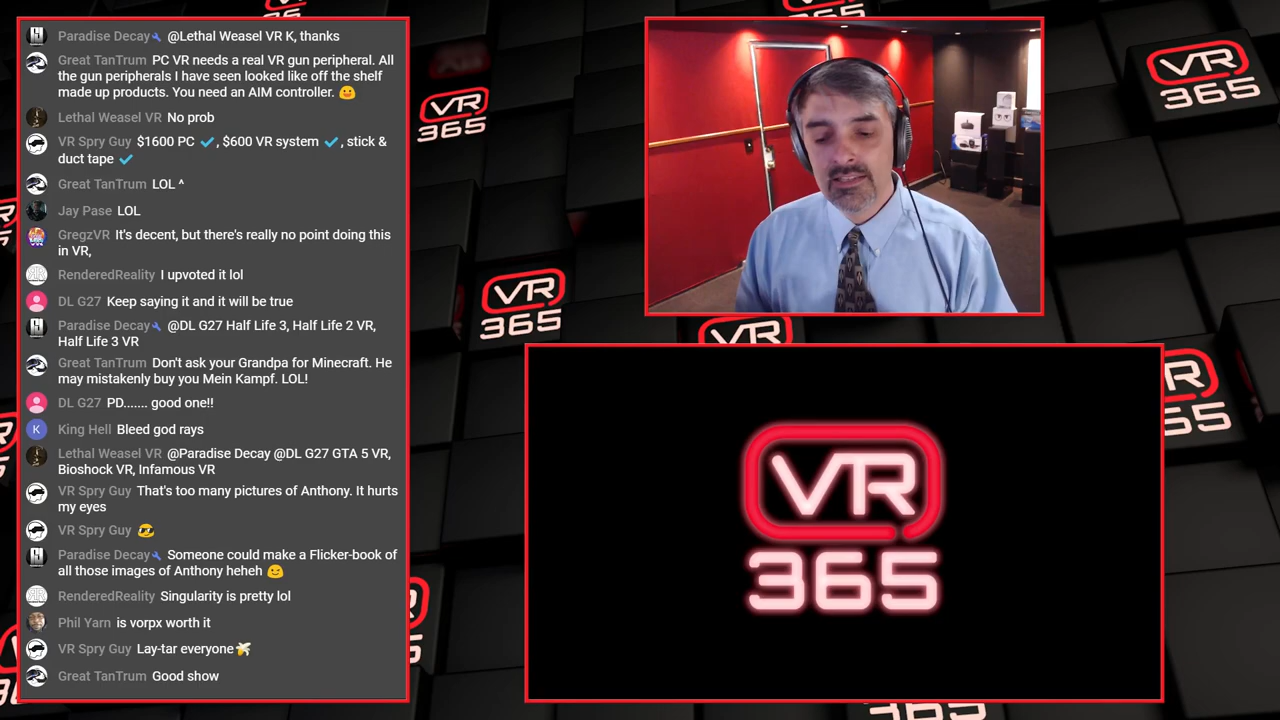 Paradise Decay @Lethal Weasel VR K, thanks
Great TanTrum PC VR needs a real VR gun peripheral. All
the gun peripherals I have seen looked like off the shelf
made up products. You need an AIM controller. 😛
Lethal Weasel VR No prob
VR Spry Guy $1600 PC ✔, $600 VR system ✔, stick &
duct tape ✔
Great TanTrum LOL ^
Jay Pase LOL
GregzVR It's decent, but there's really no point doing this
in VR,
RenderedReality I upvoted it lol
DL G27 Keep saying it and it will be true
Paradise Decay @DL G27 Half Life 3, Half Life 2 VR,
Half Life 3 VR
Great TanTrum Don't ask your Grandpa for Minecraft. He
may mistakenly buy you Mein Kampf. LOL!
DL G27 PD....... good one!!
K
King Hell Bleed god rays
Lethal Weasel VR @Paradise Decay @DL G27 GTA 5 VR,
Bioshock VR, Infamous VR
VR Spry Guy That's too many pictures of Anthony. It hurts
my eyes
VR Spry Guy 😎
Paradise Decay Someone could make a Flicker-book of
all those images of Anthony heheh 😉
RenderedReality Singularity is pretty lol
Phil Yarn is vorpx worth it
VR Spry Guy Lay-tar everyone🍌
Great TanTrum Good show
VR
365
VR
365
VR
365
VR
365